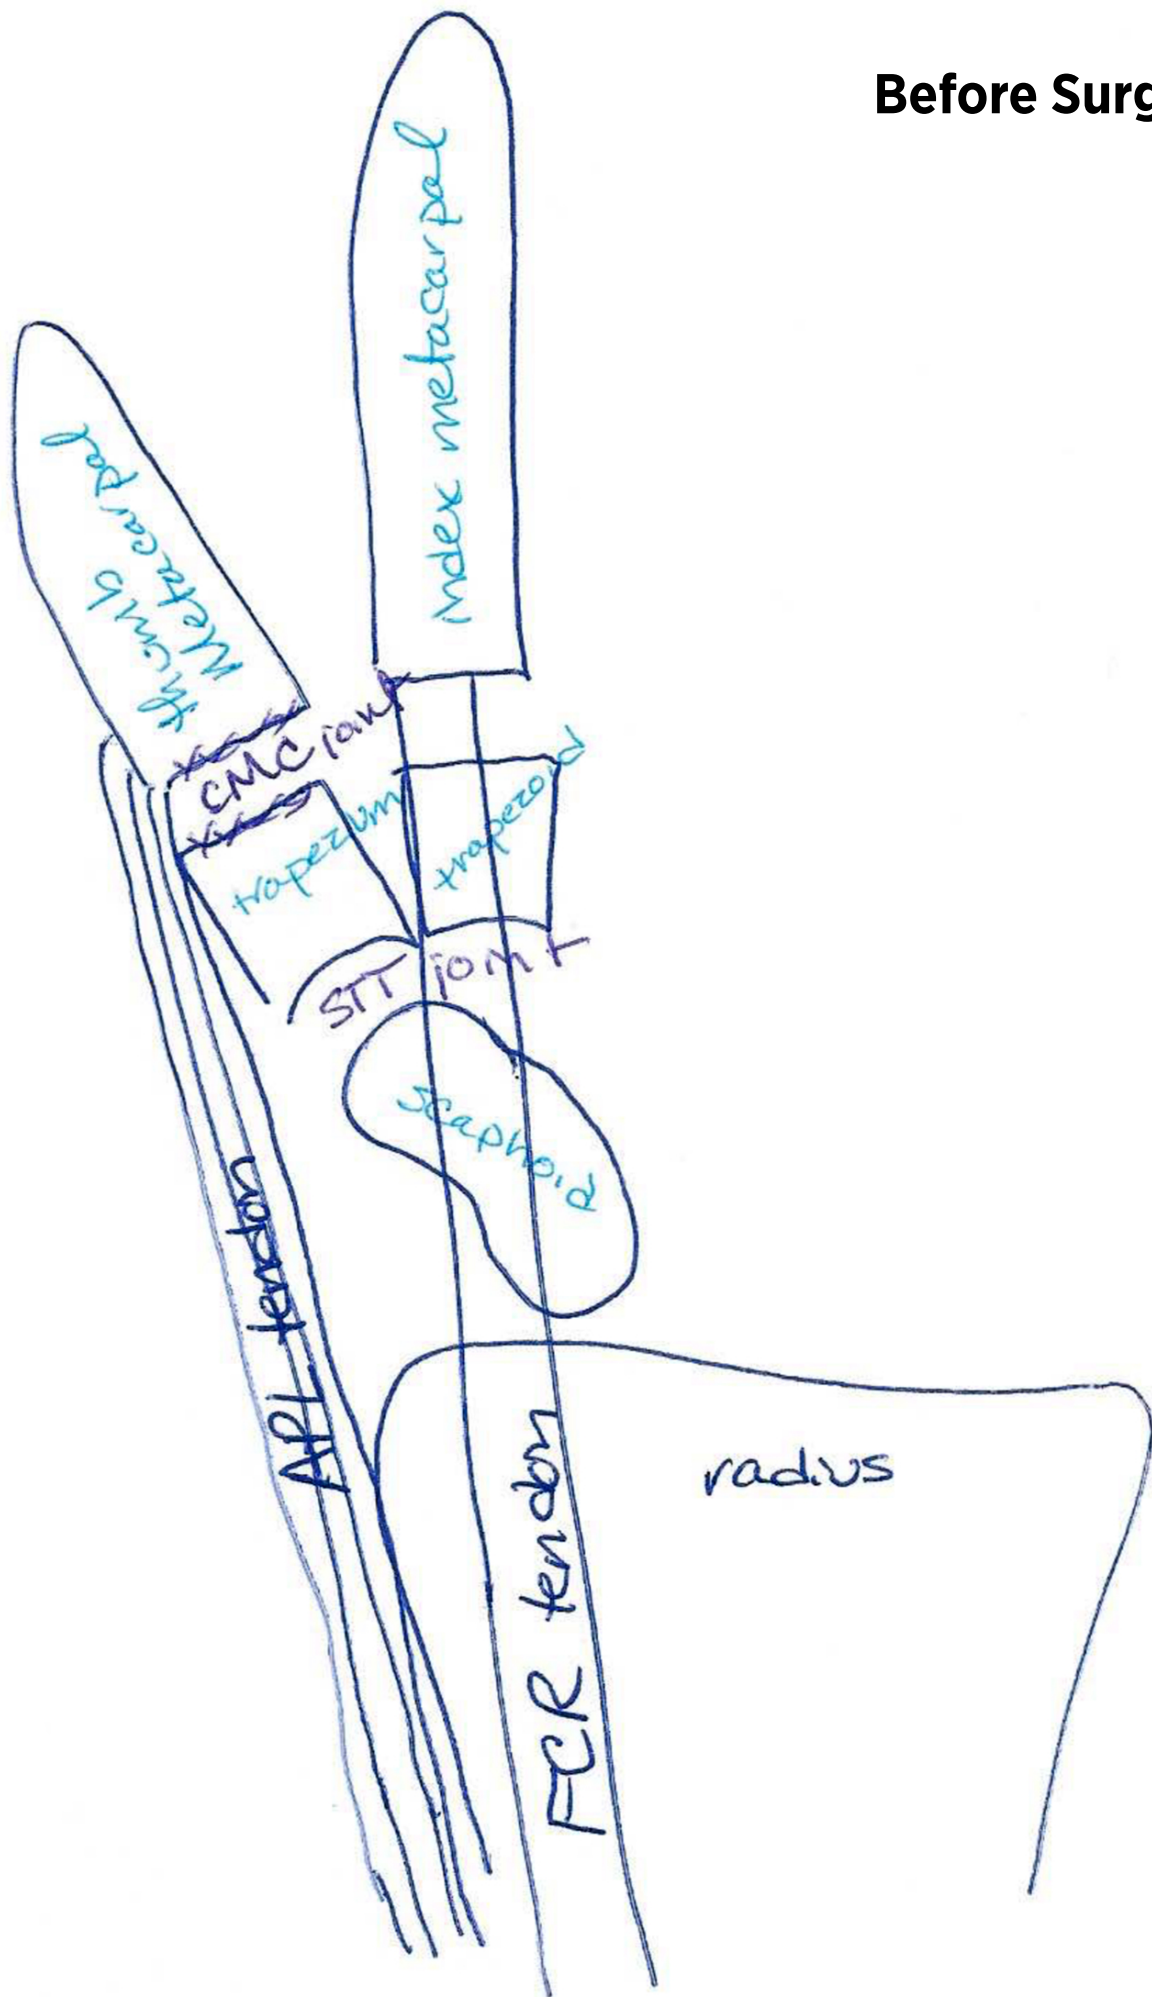 Before Surg
index metacarpal
thumb
Metacarpal
CMC joint
trapezium
trapezoid
STT joint
scaphoid
APL tendon
radius
FCR tendon